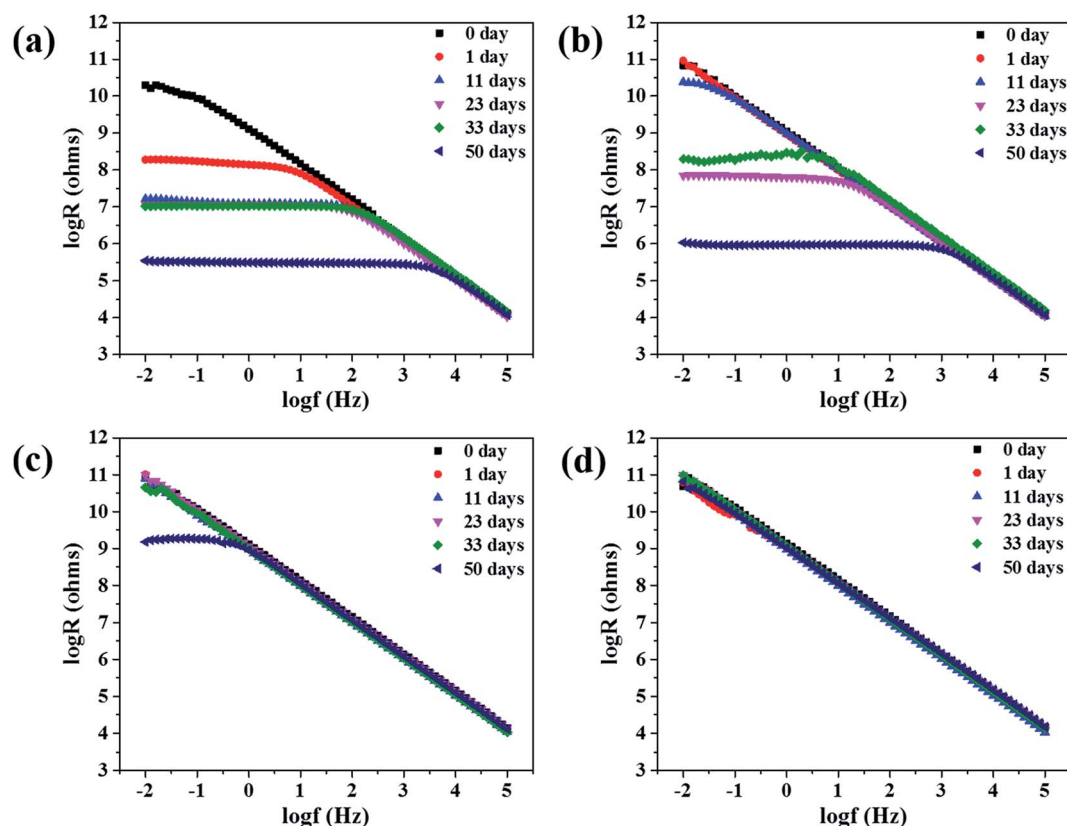 (a)
12
11
10
9
8
7
6
5
4
3
logR (ohms)
-2 -1 0 1 2 3 4 5
logf (Hz)
0 day
1 day
11 days
23 days
33 days
50 days
(b)
12
11
10
9
8
7
6
5
4
3
logR (ohms)
-2 -1 0 1 2 3 4 5
logf (Hz)
0 day
1 day
11 days
23 days
33 days
50 days
(c)
12
11
10
9
8
7
6
5
4
3
logR (ohms)
-2 -1 0 1 2 3 4 5
logf (Hz)
0 day
1 day
11 days
23 days
33 days
50 days
(d)
12
11
10
9
8
7
6
5
4
3
logR (ohms)
-2 -1 0 1 2 3 4 5
logf (Hz)
0 day
1 day
11 days
23 days
33 days
50 days